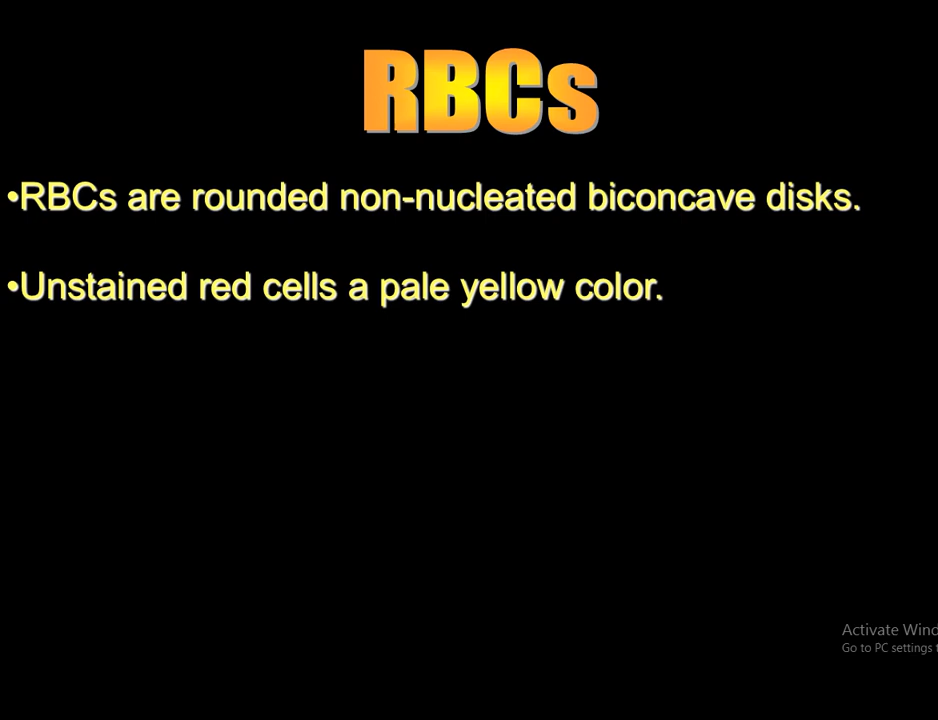 RBCs
•RBCs are rounded non-nucleated biconcave disks.
•Unstained red cells a pale yellow color.
Activate Wind
Go to PC settings t